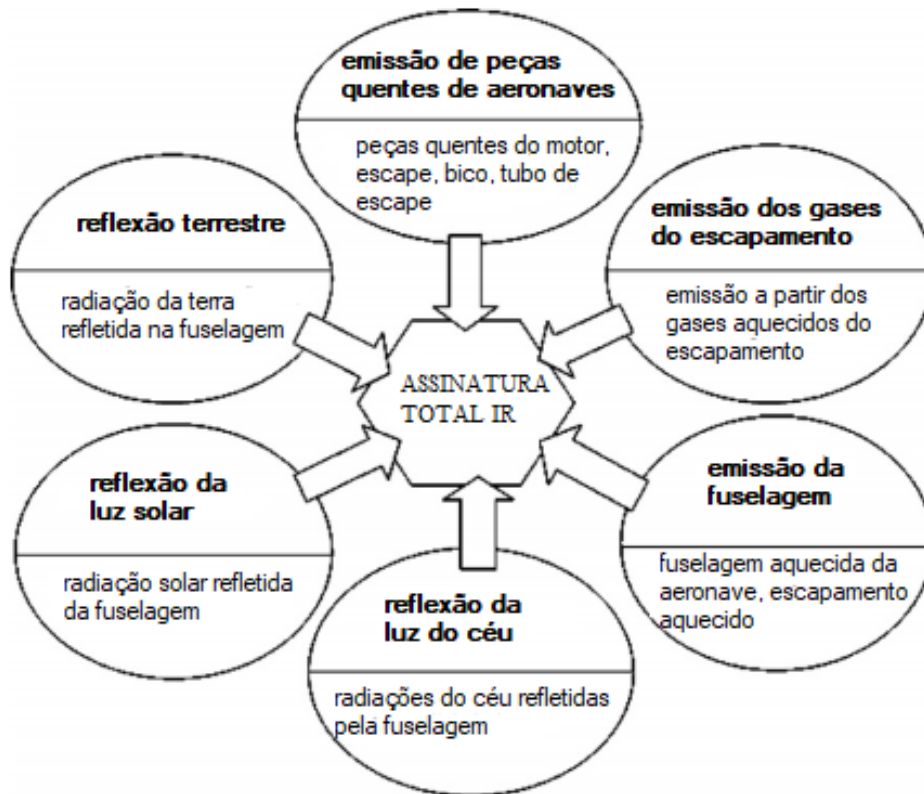 emissão de peças
quentes de aeronaves
peças quentes do motor,
escape, bico, tubo de
escape
reflexão terrestre
radiação da terra
refletida na fuselagem
emissão dos gases
do escapamento
emissão a partir dos
gases aquecidos do
escapamento
ASSINATURA
TOTAL IR
reflexão da
luz solar
radiação solar refletida
da fuselagem
emissão da
fuselagem
fuselagem aquecida da
aeronave, escapamento
aquecido
reflexão da
luz do céu
radiações do céu refletidas
pela fuselagem